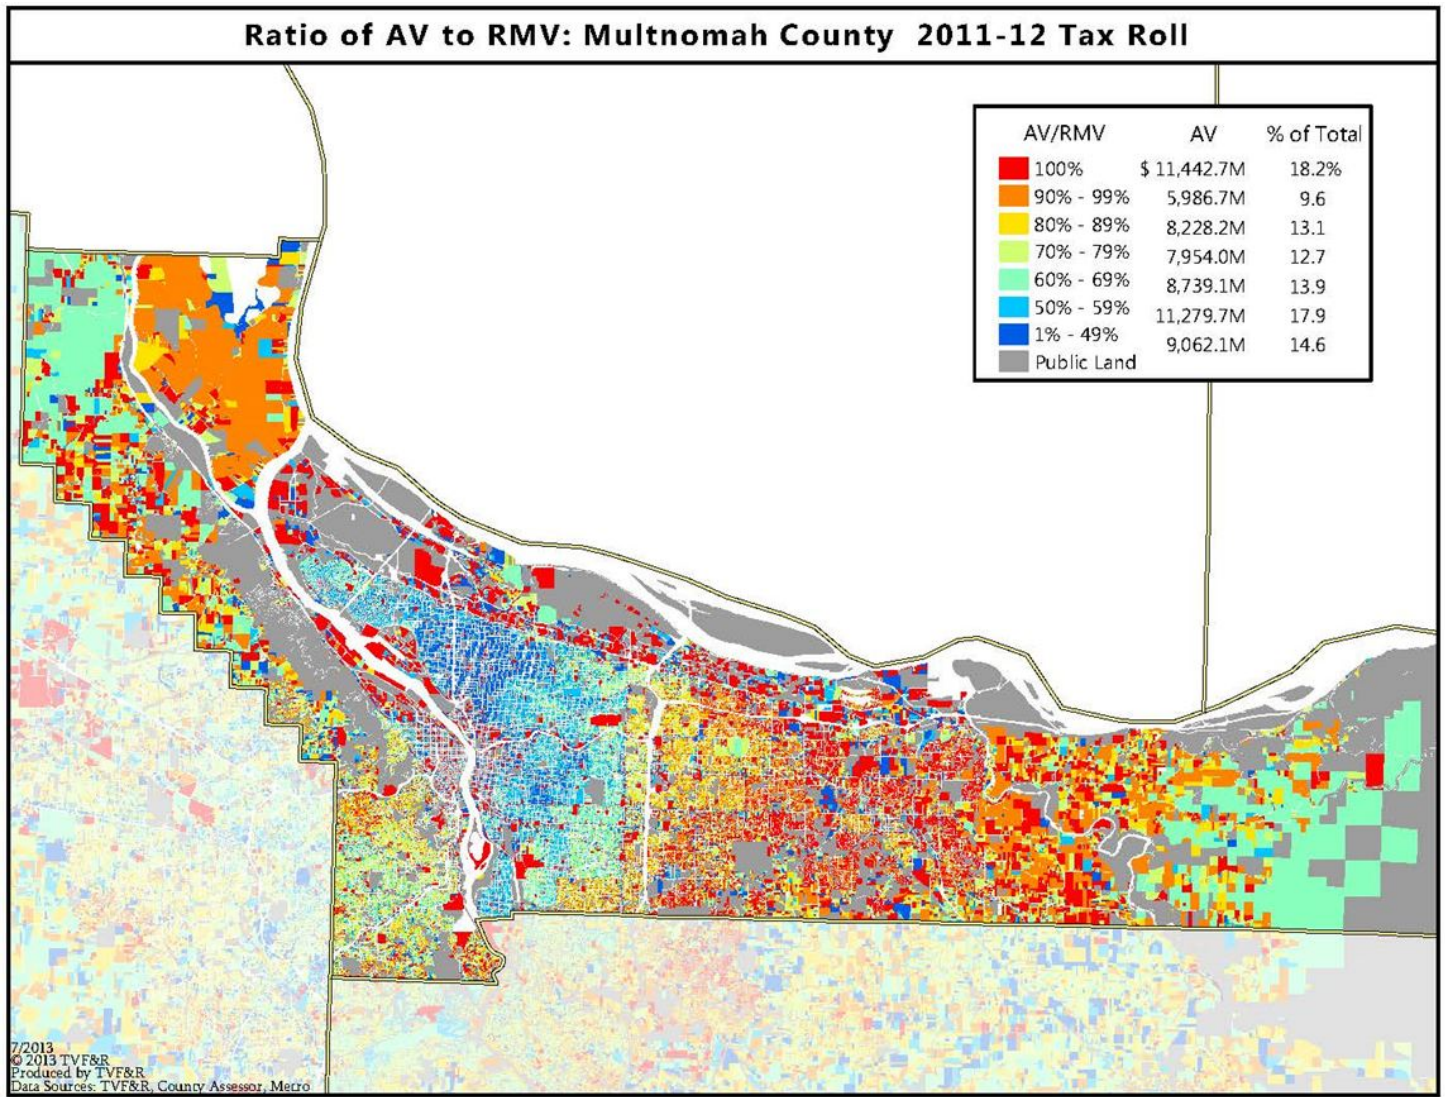 Ratio of AV to RMV: Multnomah County 2011-12 Tax Roll
AV/RMV AV % of Total
100% $ 11,442.7M 18.2%
90% - 99% 5,986.7M 9.6
80% - 89% 8,228.2M 13.1
70% - 79% 7,954.0M 12.7
60% - 69% 8,739.1M 13.9
50% - 59% 11,279.7M 17.9
1% - 49% 9,062.1M 14.6
Public Land
7/2013
© 2013 TVF&R
Produced by TVF&R
Data Sources: TVF&R, County Assessor, Metro